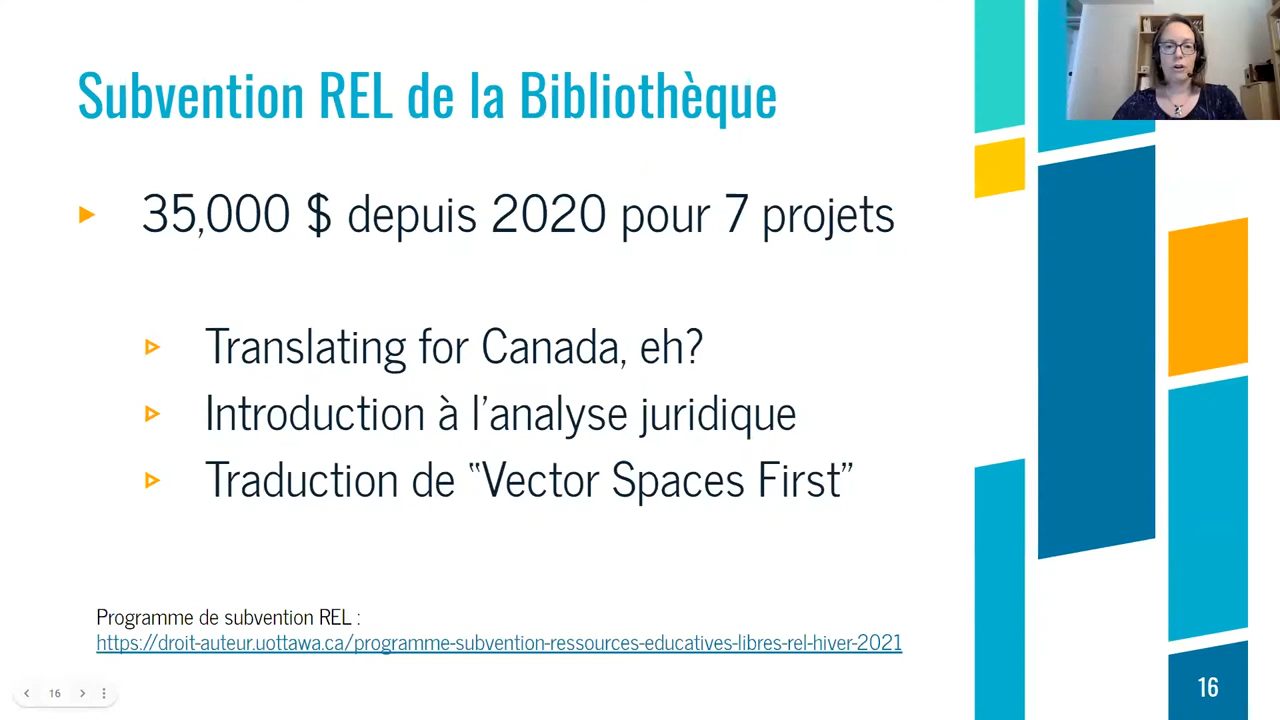 Subvention REL de la Bibliothèque
35,000 $ depuis 2020 pour 7 projets
Translating for Canada, eh?
Introduction à l'analyse juridique
Traduction de “Vector Spaces First”
Programme de subvention REL :
https://droit-auteur.uottawa.ca/programme-subvention-ressources-educatives-libres-rel-hiver-2021
16
16